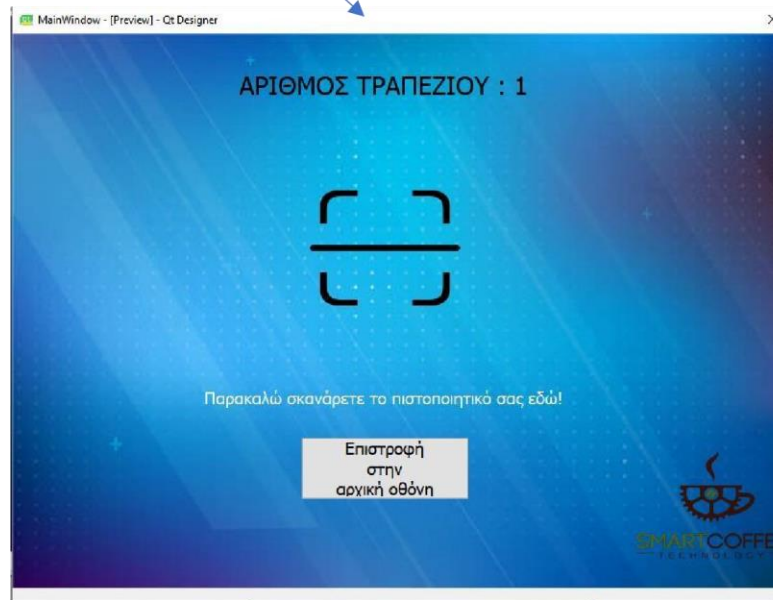 MainWindow - [Preview] - Qt Designer
ΑΡΙΘΜΟΣ ΤΡΑΠΕΖΙΟΥ : 1
Παρακαλώ σκανάρετε το πιστοποιητικό σας εδώ!
Επιστροφή
στην
αρχική οθόνη
SMARTCOFFE
TECHNOLOGY